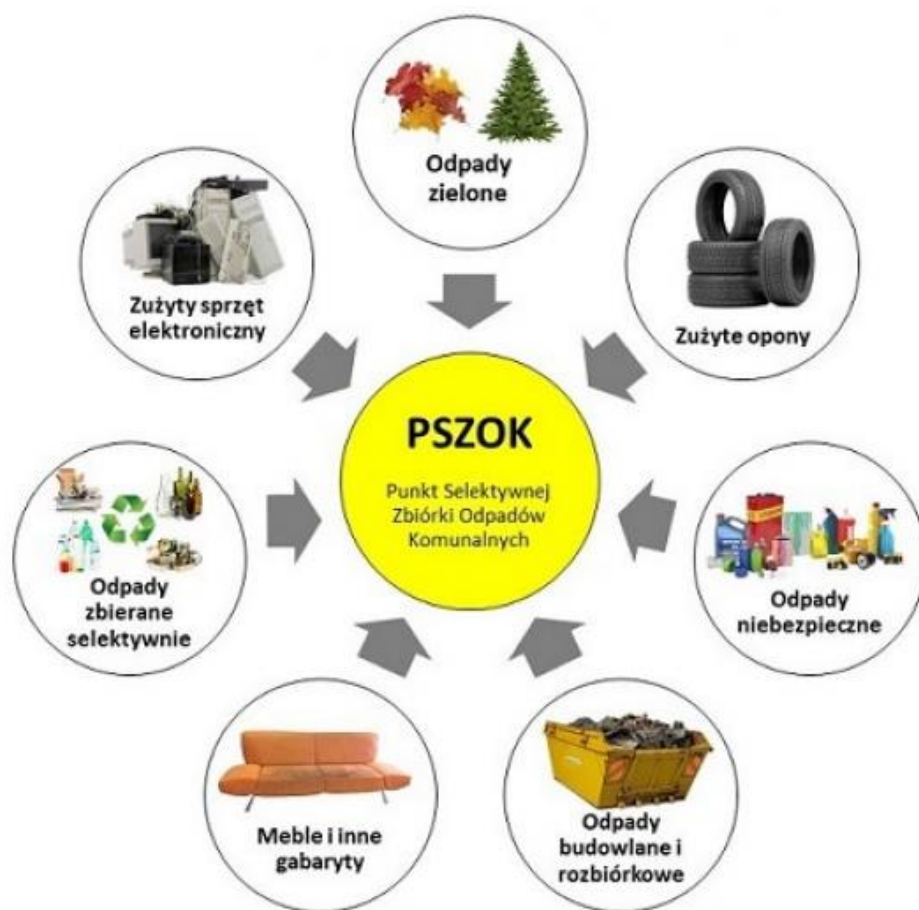 Odpady
zielone
Zużyty sprzęt
elektroniczny
Zużyte opony
PSZOK
Punkt Selektywnej
Zbiórki Odpadów
Komunalnych
Odpady
zbierane
selektywnie
Odpady
niebezpieczne
Meble i inne
gabaryty
Odpady
budowlane i
rozbiórkowe